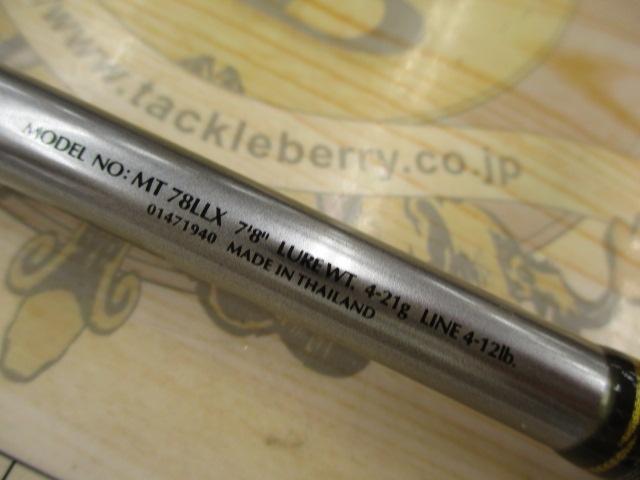 www.tackleberry.co.jp
MODEL NO: MT 78LLX 7'8" LURE WT. 4-21g LINE 4-12lb.
01471940 MADE IN THAILAND